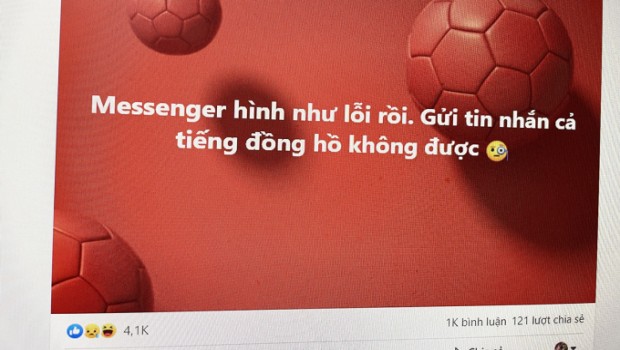 Messenger hình như lỗi rồi. Gửi tin nhắn cả
tiếng đồng hồ không được 🧐
4,1K
1K bình luận 121 lượt chia sẻ